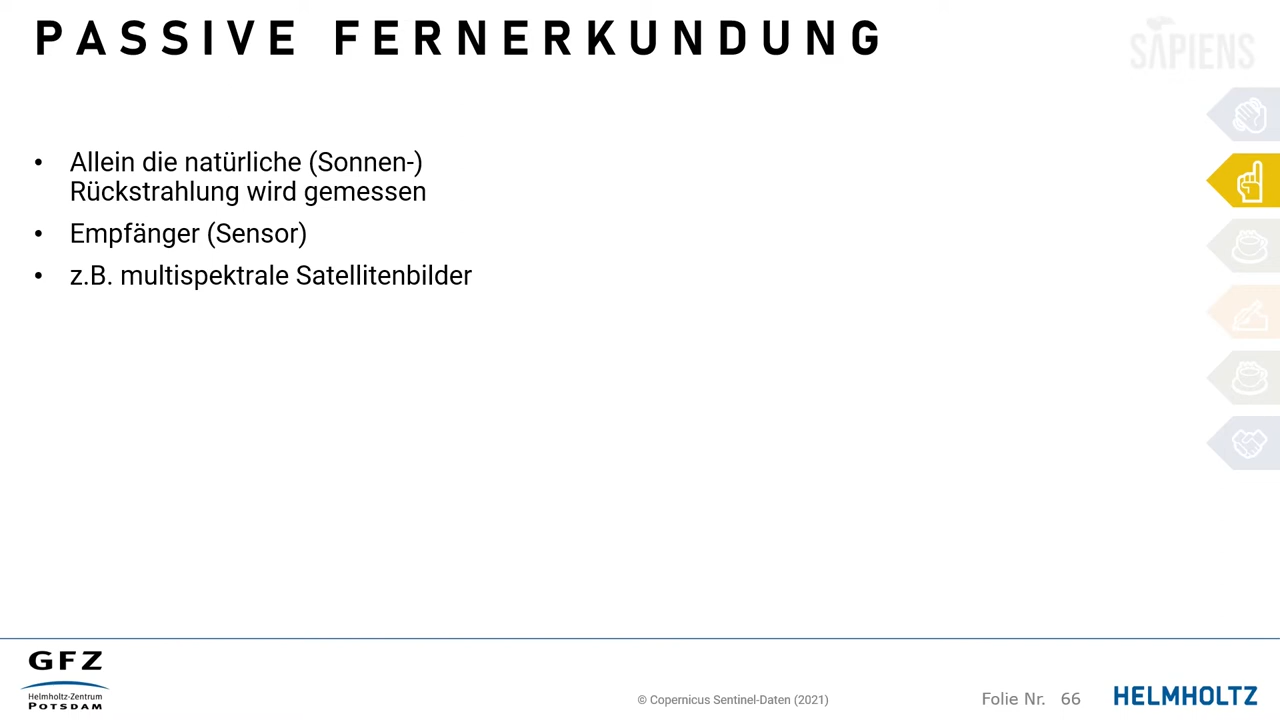 PASSIVE FERNERKUNDUNG
SAPIENS
• Allein die natürliche (Sonnen-)
Rückstrahlung wird gemessen
• Empfänger (Sensor)
• z.B. multispektrale Satellitenbilder
GFZ
Helmholtz-Zentrum
POTSDAM
© Copernicus Sentinel-Daten (2021)
Folie Nr. 66
HELMHOLTZ